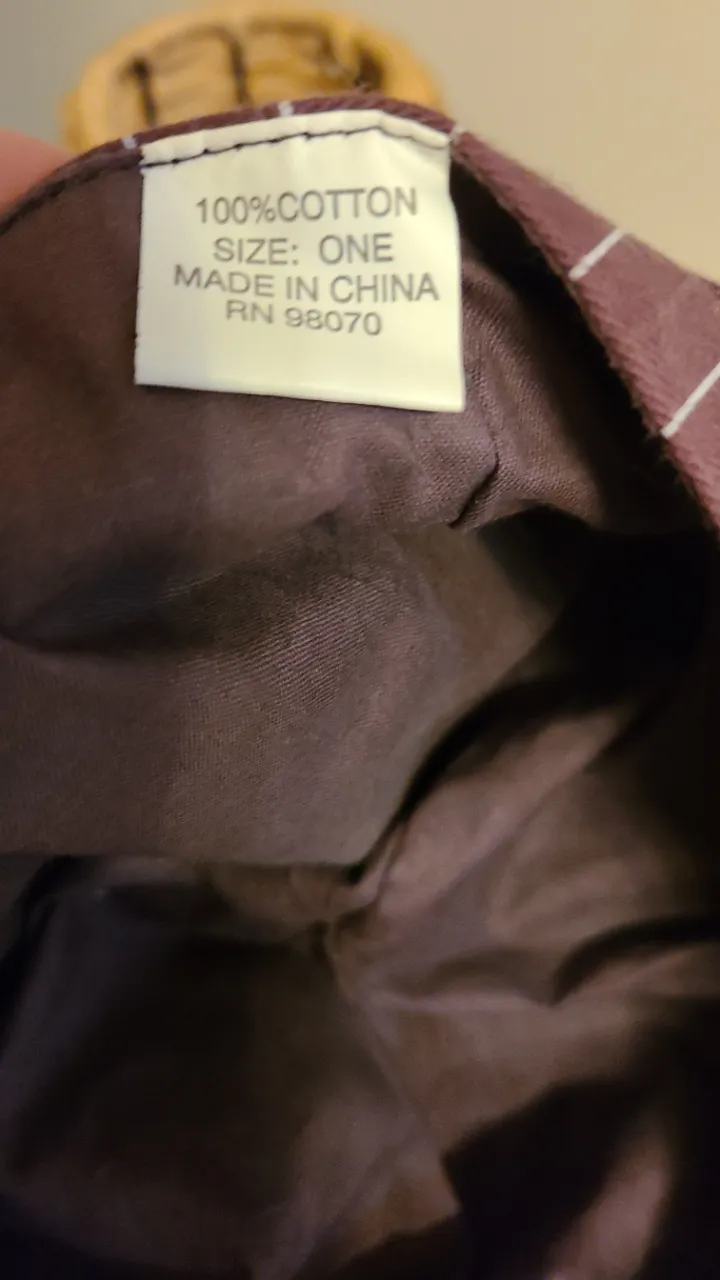 100%COTTON
SIZE: ONE
MADE IN CHINA
RN 98070